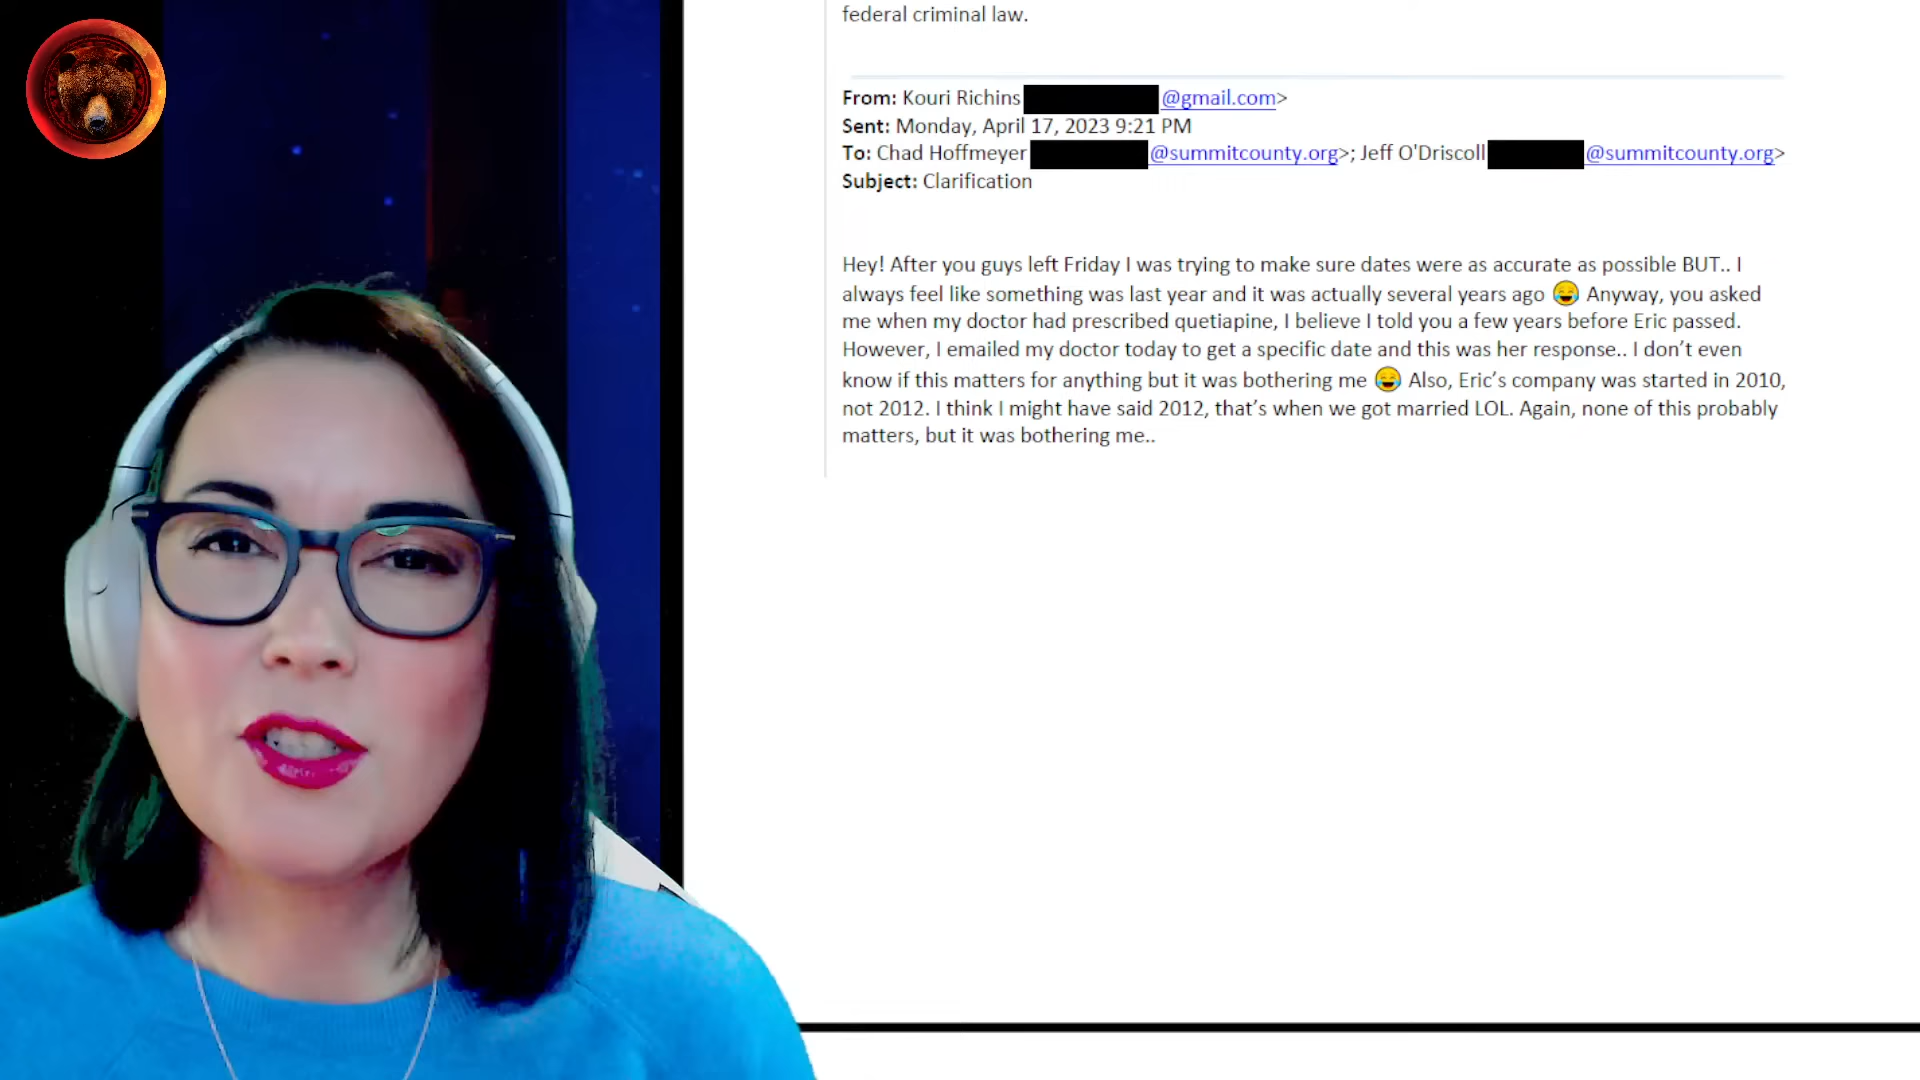 federal criminal law.
From: Kouri Richins @gmail.com>
Sent: Monday, April 17, 2023 9:21 PM
To: Chad Hoffmeyer @summitcounty.org>; Jeff O'Driscoll @summitcounty.org>
Subject: Clarification
Hey! After you guys left Friday I was trying to make sure dates were as accurate as possible BUT.. I
always feel like something was last year and it was actually several years ago 😂 Anyway, you asked
me when my doctor had prescribed quetiapine, I believe I told you a few years before Eric passed.
However, I emailed my doctor today to get a specific date and this was her response.. I don’t even
know if this matters for anything but it was bothering me 😂 Also, Eric’s company was started in 2010,
not 2012. I think I might have said 2012, that’s when we got married LOL. Again, none of this probably
matters, but it was bothering me..